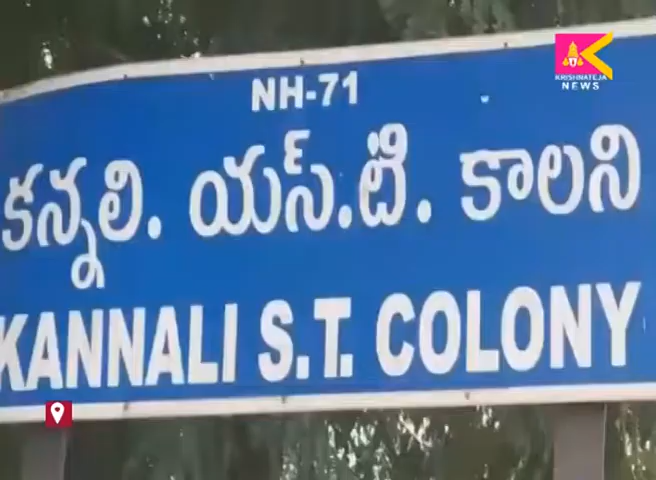 KRISHNATEJA
NEWS
NH-71
కన్నలి. యస్.టి. కాలని
KANNALI S.T. COLONY